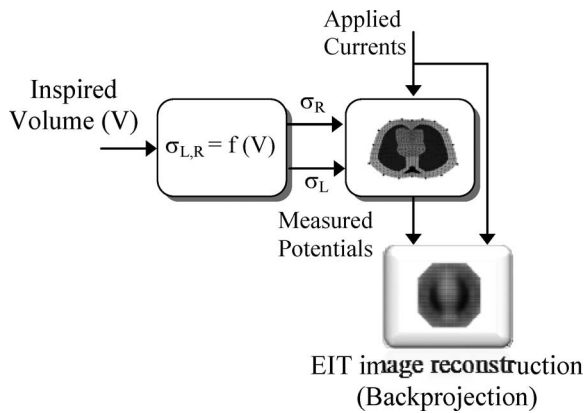 Applied
Currents
Inspired
Volume (V)
σL,R = f (V)
σR
σL
Measured
Potentials
EIT image reconstruction
(Backprojection)